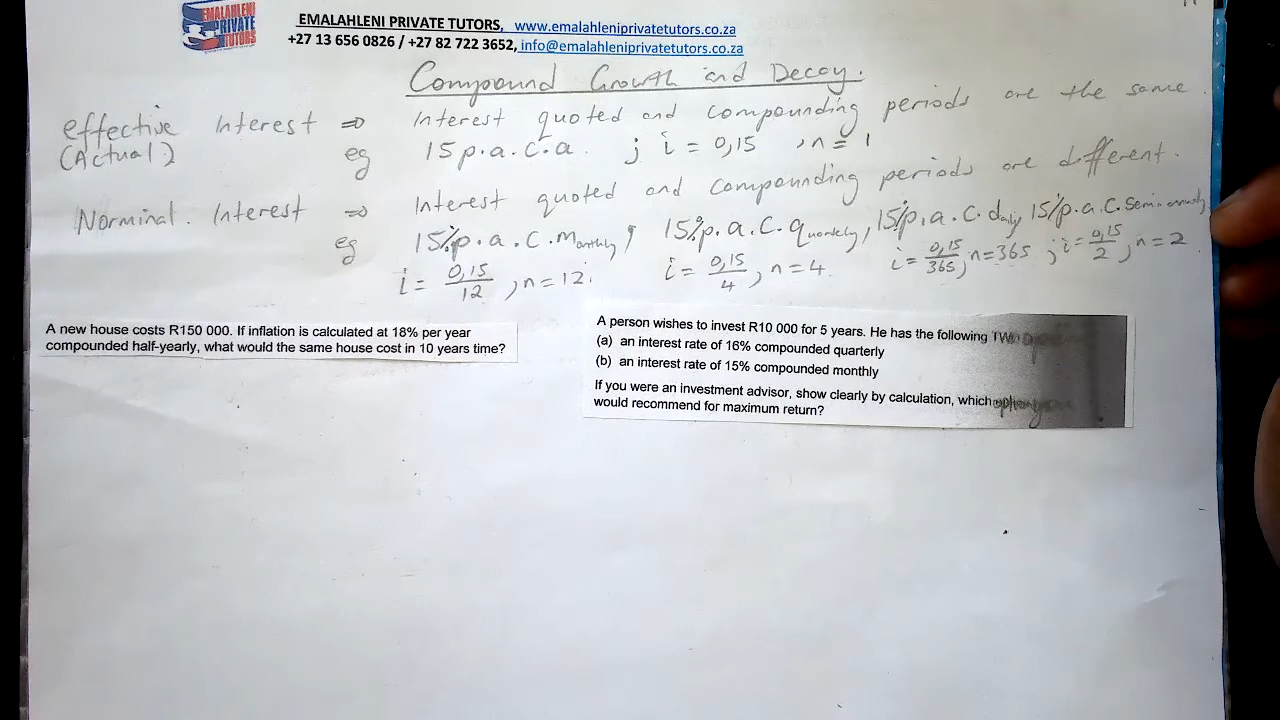 EMALAHLENI
PRIVATE
TUTORS
EMALAHLENI PRIVATE TUTORS, www.emalahleniprivatetutors.co.za
+27 13 656 0826 / +27 82 722 3652, info@emalahleniprivatetutors.co.za
Compound Growth and Decay.
effective Interest ⇒ Interest quoted and compounding periods are the same.
(Actual) eg 15p.a.c.a. ; i = 0,15 , n = 1
Norminal. Interest ⇒ Interest quoted and compounding periods are different.
eg 15%p.a.c.monthly, 15%p.a.c.quartely, 15%p.a.c.daily 15%p.a.c.semi-annualy
i = 0,15/12 , n = 12. i = 0,15/4 , n = 4. i = 0,15/365, n = 365 ; i = 0,15/2 , n = 2
A new house costs R150 000. If inflation is calculated at 18% per year
compounded half-yearly, what would the same house cost in 10 years time?
A person wishes to invest R10 000 for 5 years. He has the following TWO
(a) an interest rate of 16% compounded quarterly
(b) an interest rate of 15% compounded monthly
If you were an investment advisor, show clearly by calculation, which
would recommend for maximum return?